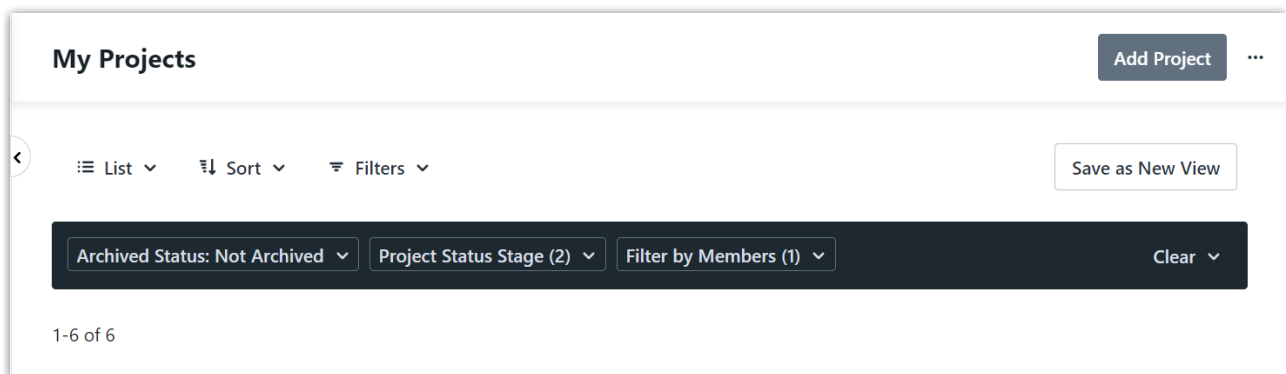 My Projects
Add Project ...
List Sort Filters Save as New View
Archived Status: Not Archived Project Status Stage (2) Filter by Members (1) Clear
1-6 of 6